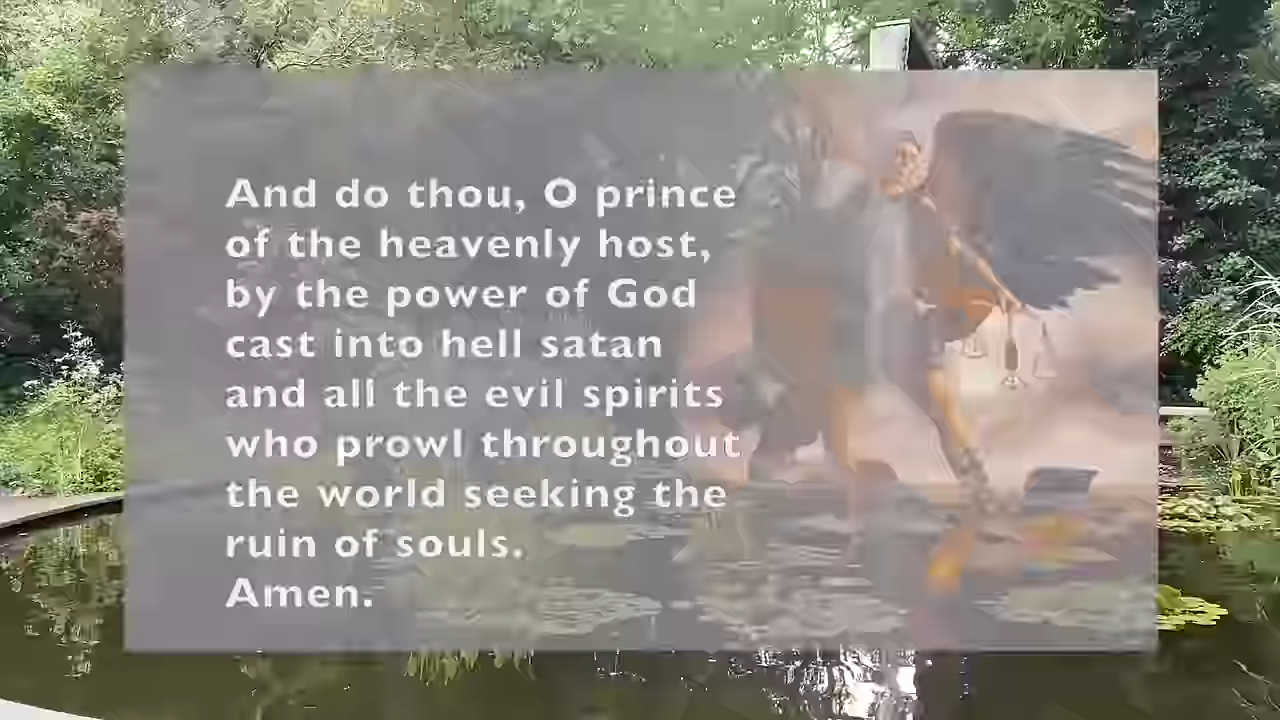 And do thou, O prince
of the heavenly host,
by the power of God
cast into hell satan
and all the evil spirits
who prowl throughout
the world seeking the
ruin of souls.
Amen.